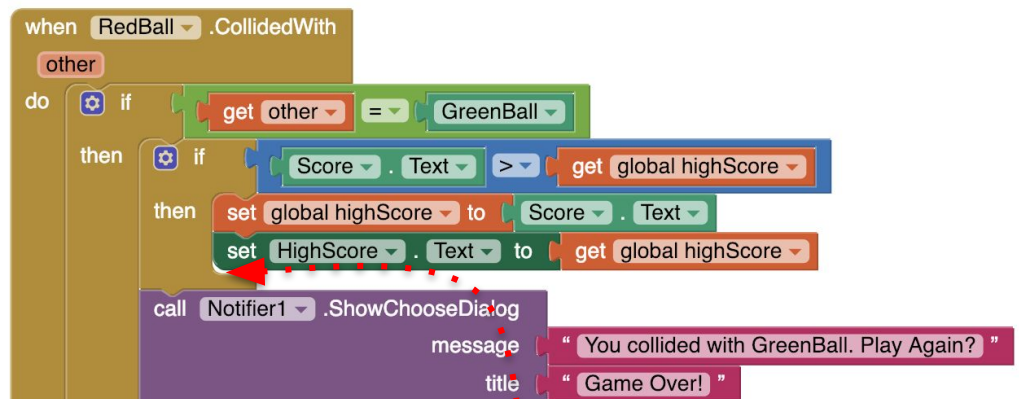 when RedBall .CollidedWith
other
do if get other = GreenBall
then if Score . Text > get global highScore
then set global highScore to Score . Text
set HighScore . Text to get global highScore
call Notifier1 .ShowChooseDialog
message “ You collided with GreenBall. Play Again? ”
title “ Game Over! ”